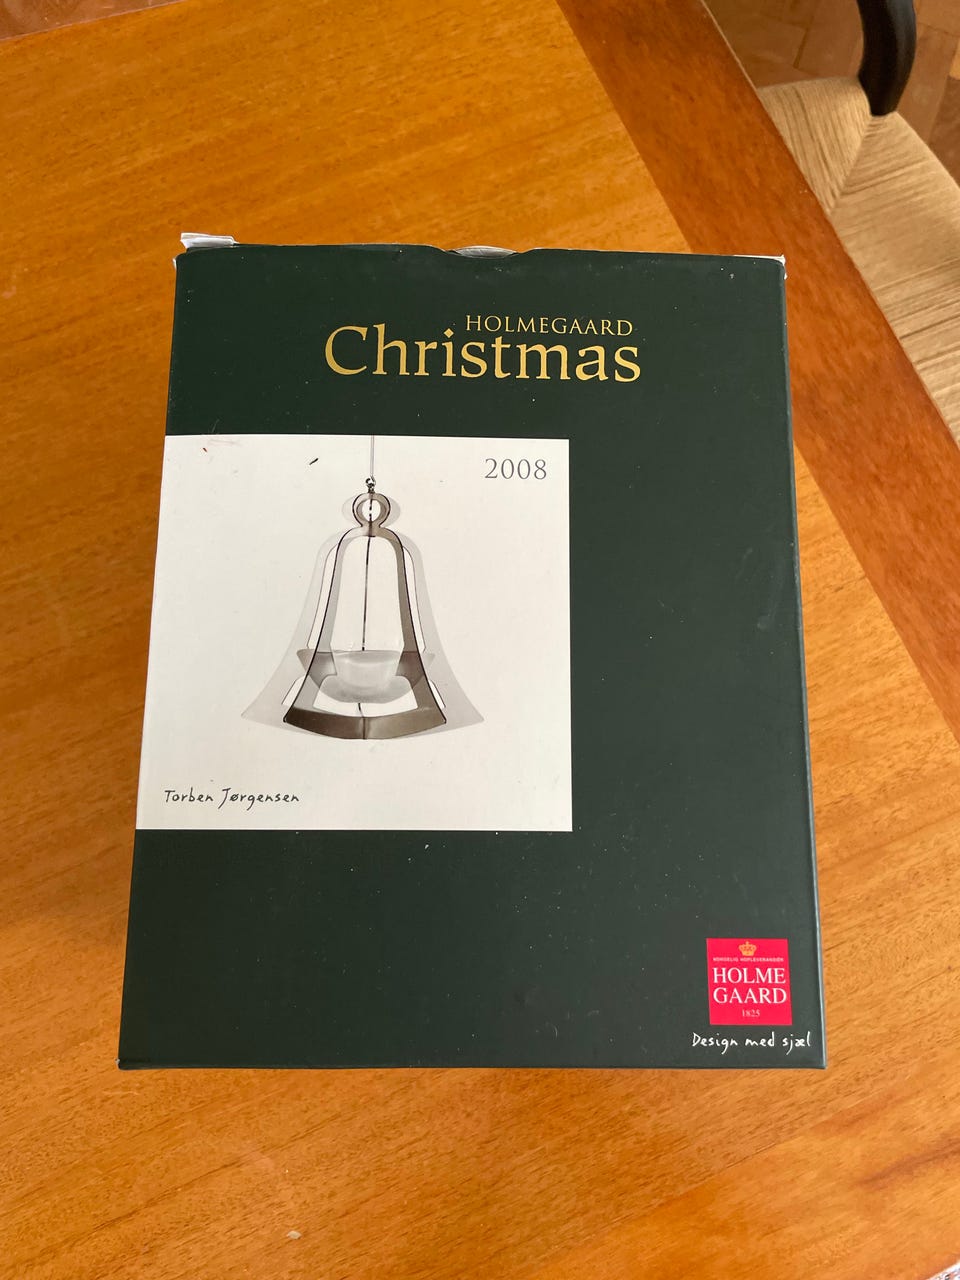 HOLMEGAARD
Christmas
2008
Torben Jørgensen
KONGELIG HOFLEVERANDØR
HOLME
GAARD
1825
Design med sjæl